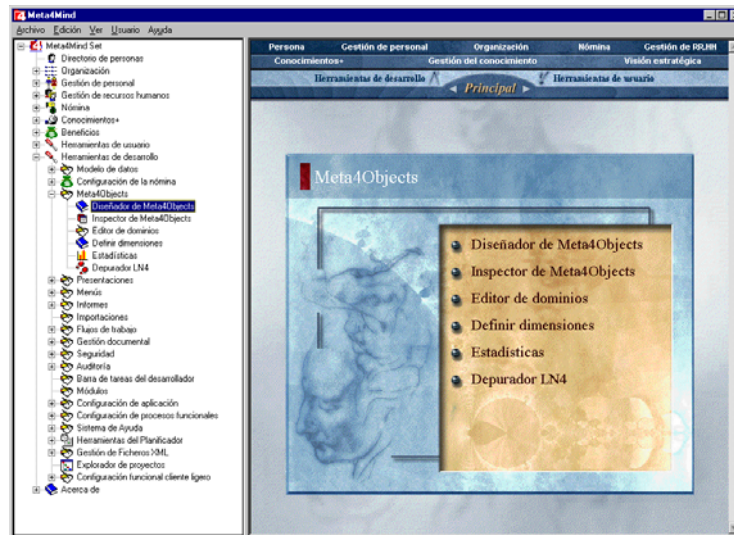 Meta4Mind
Archivo Edición Ver Usuario Ayuda
Meta4Mind Set
Directorio de personas
Organización
Gestión de personal
Gestión de recursos humanos
Nómina
Conocimientos+
Beneficios
Herramientas de usuario
Herramientas de desarrollo
Modelo de datos
Configuración de la nómina
Meta4Objects
Diseñador de Meta4Objects
Inspector de Meta4Objects
Editor de dominios
Definir dimensiones
Estadísticas
Depurador LN4
Presentaciones
Menús
Informes
Importaciones
Flujos de trabajo
Gestión documental
Seguridad
Auditoría
Barra de tareas del desarrollador
Módulos
Configuración de aplicación
Configuración de procesos funcionales
Sistema de Ayuda
Herramientas del Planificador
Gestión de Ficheros XML
Explorador de proyectos
Configuración funcional cliente ligero
Acerca de
Persona Gestión de personal Organización Nómina Gestión de RR.HH
Conocimientos+ Gestión del conocimiento Visión estratégica
Herramientas de desarrollo Herramientas de usuario
Principal
Meta4Objects
Diseñador de Meta4Objects
Inspector de Meta4Objects
Editor de dominios
Definir dimensiones
Estadísticas
Depurador LN4